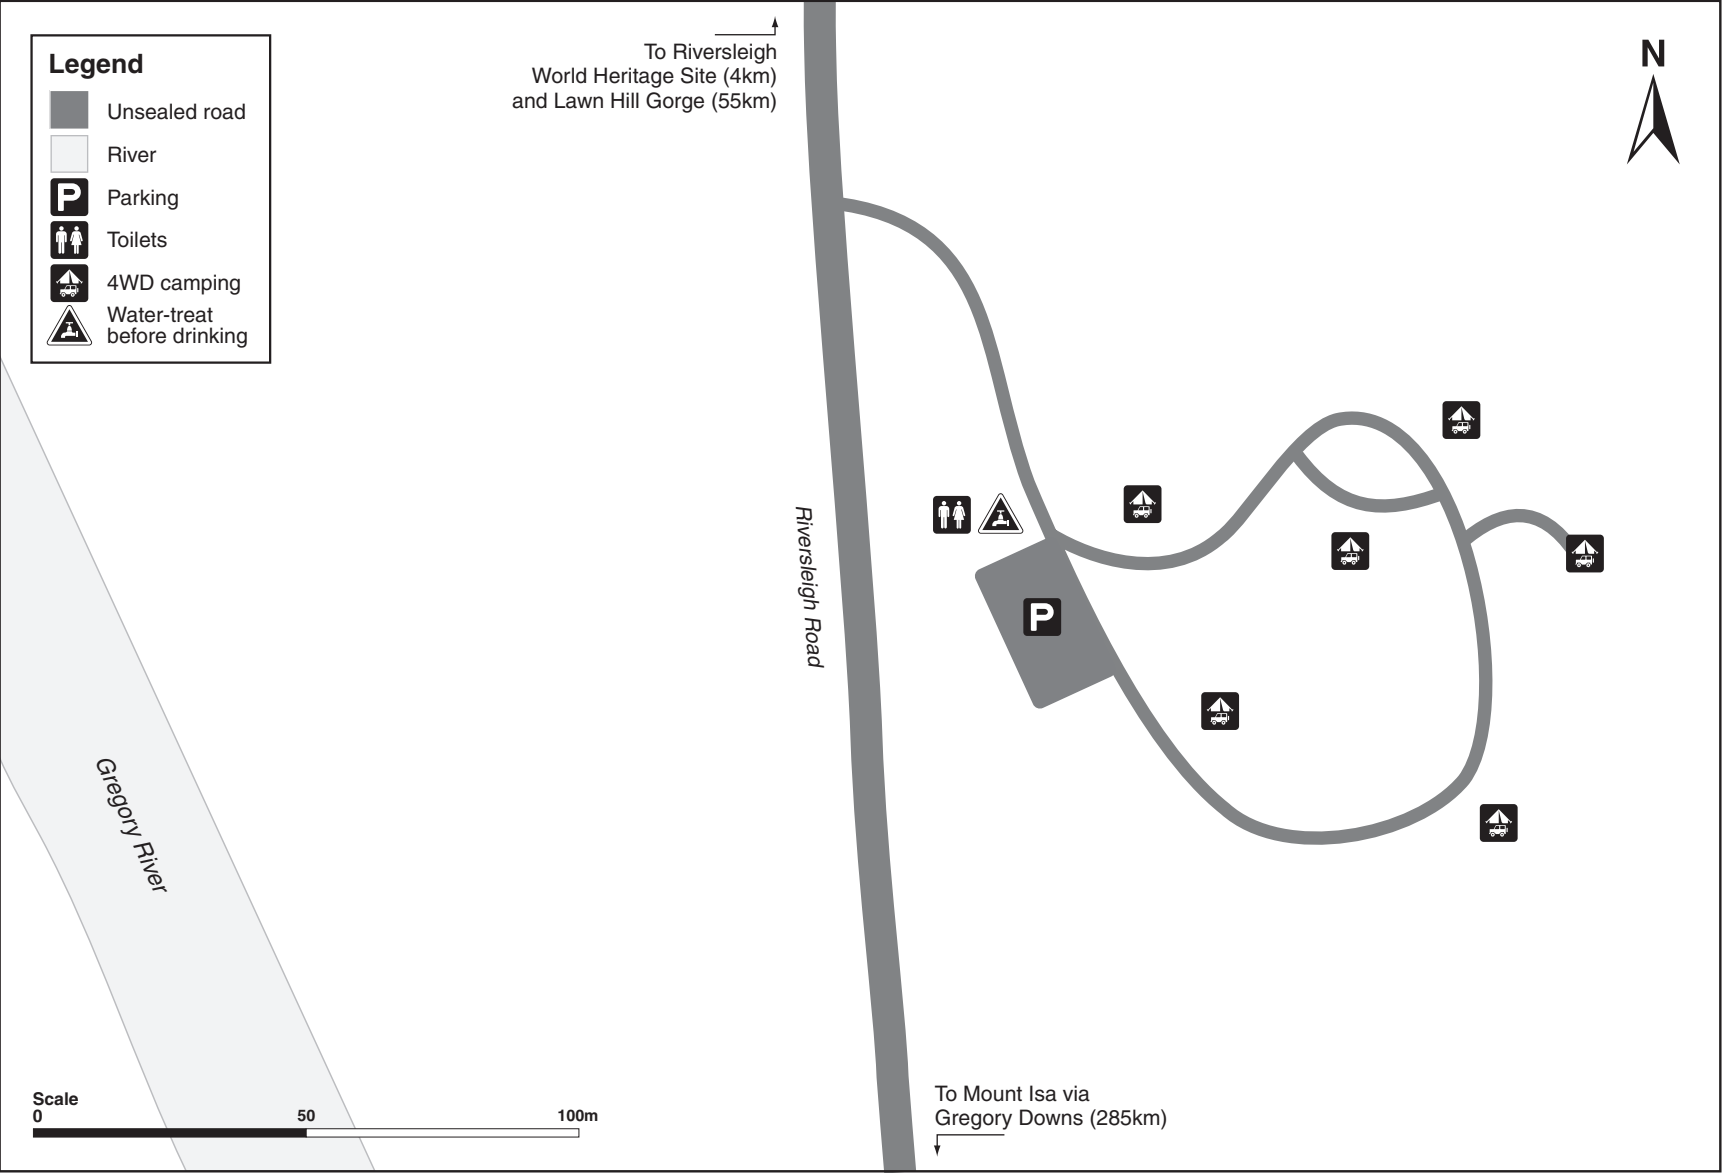 To Riversleigh
World Heritage Site (4km)
and Lawn Hill Gorge (55km)
N
Legend
Unsealed road
River
P
Parking
Toilets
4WD camping
Water-treat
before drinking
Riversleigh Road
P
Gregory River
Scale
0 50 100m
To Mount Isa via
Gregory Downs (285km)